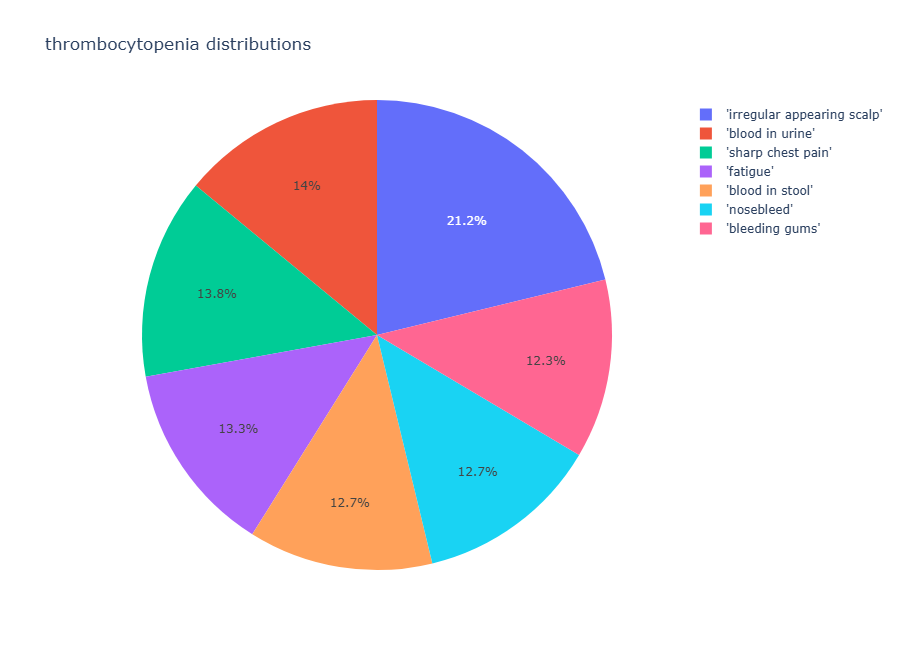 thrombocytopenia distributions
'irregular appearing scalp'
'blood in urine'
'sharp chest pain'
'fatigue'
'blood in stool'
'nosebleed'
'bleeding gums'
14%
21.2%
13.8%
12.3%
13.3%
12.7%
12.7%